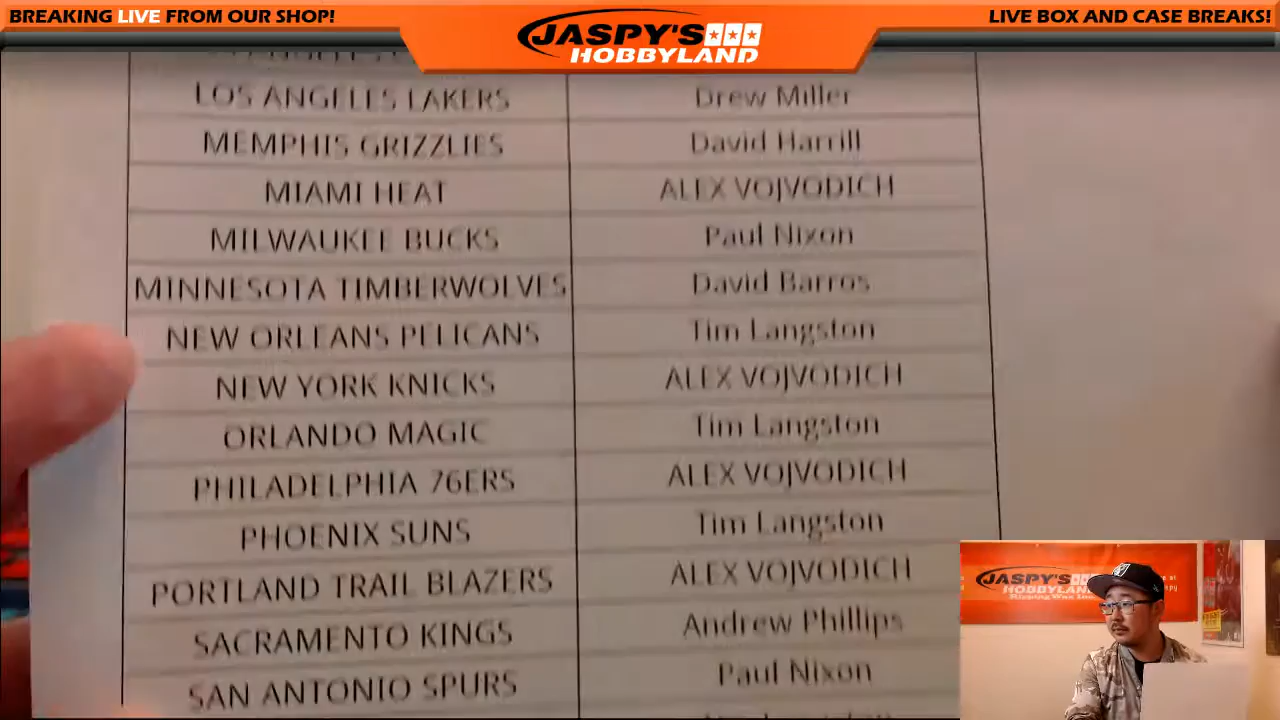 BREAKING LIVE FROM OUR SHOP!
JASPY'S
HOBBYLAND
LIVE BOX AND CASE BREAKS!
LOS ANGELES LAKERS Drew Miller
MEMPHIS GRIZZLIES David Harrill
MIAMI HEAT ALEX VOJVODICH
MILWAUKEE BUCKS Paul Nixon
MINNESOTA TIMBERWOLVES David Barros
NEW ORLEANS PELICANS Tim Langston
NEW YORK KNICKS ALEX VOJVODICH
ORLANDO MAGIC Tim Langston
PHILADELPHIA 76ERS ALEX VOJVODICH
PHOENIX SUNS Tim Langston
PORTLAND TRAIL BLAZERS ALEX VOJVODICH
SACRAMENTO KINGS Andrew Phillips
SAN ANTONIO SPURS Paul Nixon
JASPY'S
HOBBYLAND